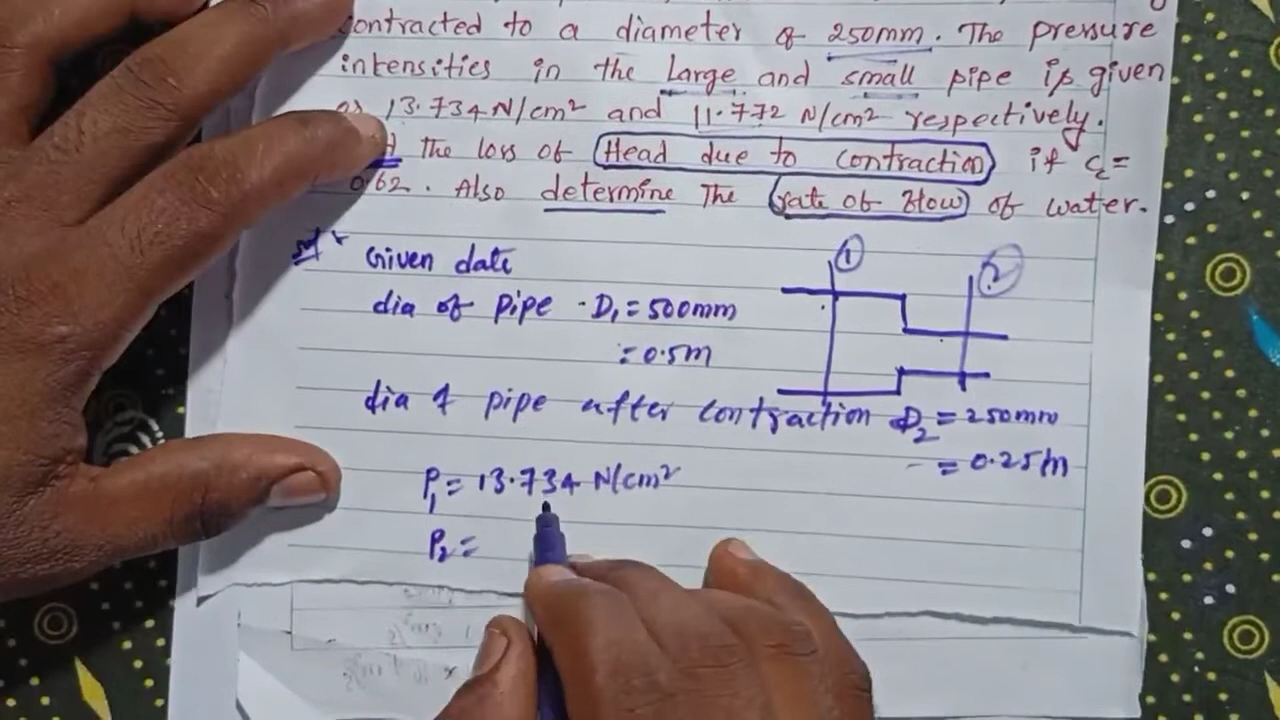 contracted to a diameter of 250mm. The pressure
intensities in the large and small pipe is given
13.734 N/cm² and 11.772 N/cm² respectively.
The loss of Head due to contraction if Cc =
0.62. Also determine The rate of flow of water.
Sol Given date
1 2
dia of pipe D₁ = 500mm
= 0.5m
dia of pipe after contraction D₂ = 250mm
= 0.25m
P₁ = 13.734 N/cm²
P₂ =